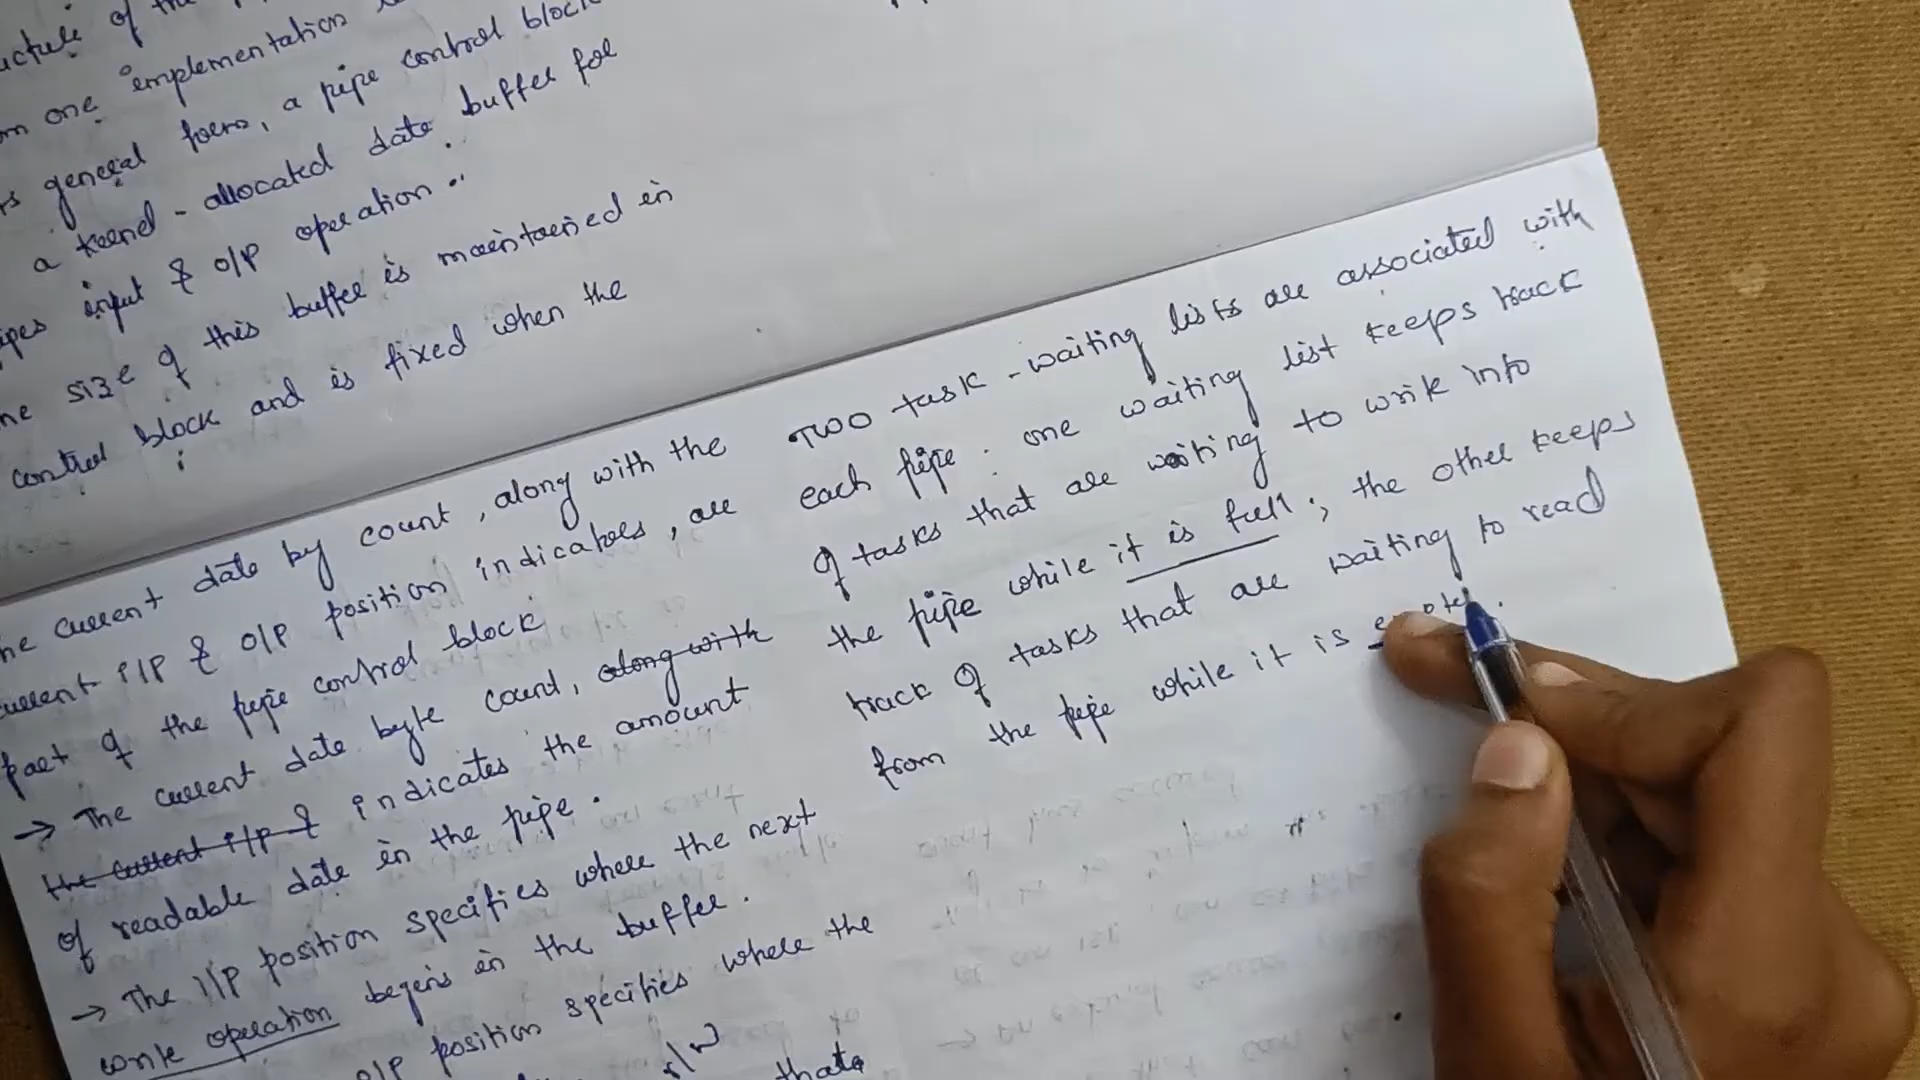 of the
one implementation
general form, a pipe control block
a kernel - allocated data buffer for
input & o/p operation.
size of this buffer is maintained in
control block and is fixed when the
The current data by count, along with the
current i/p & o/p position indicators, are
part of the pipe control block
→ The current data byte count, along with
the current i/p & indicates the amount
of readable data in the pipe.
→ The i/p position specifies where the next
write operation begins in the buffer.
o/p position specifies where the
r/w
that
Two task - waiting lists are associated with
each pipe. one waiting list keeps track
of tasks that are waiting to write into
the pipe while it is full; the other keeps
track of tasks that are waiting to read
from the pipe while it is